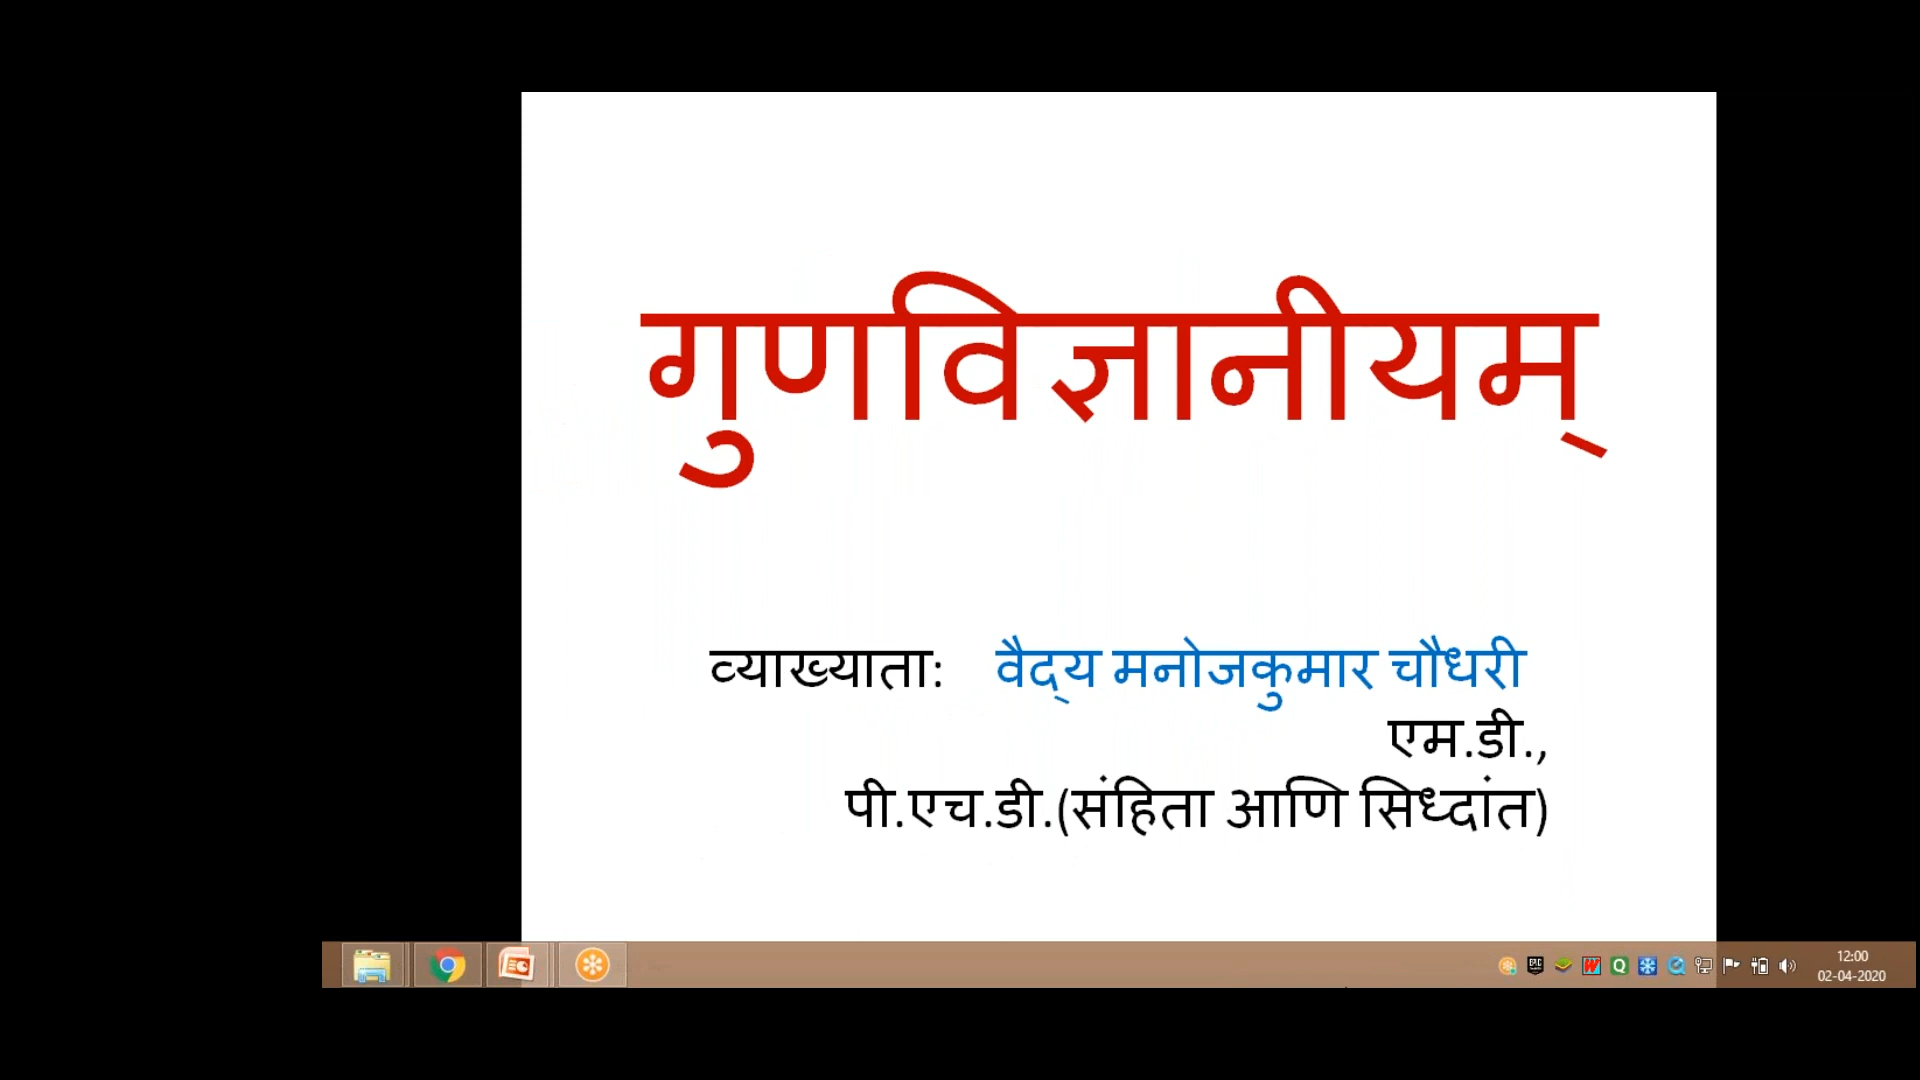 गुणविज्ञानीयम्
व्याख्याता: वैद्‌य मनोजकुमार चौधरी
एम.डी.,
पी.एच.डी.(संहिता आणि सिध्दांत)
12:00
02-04-2020